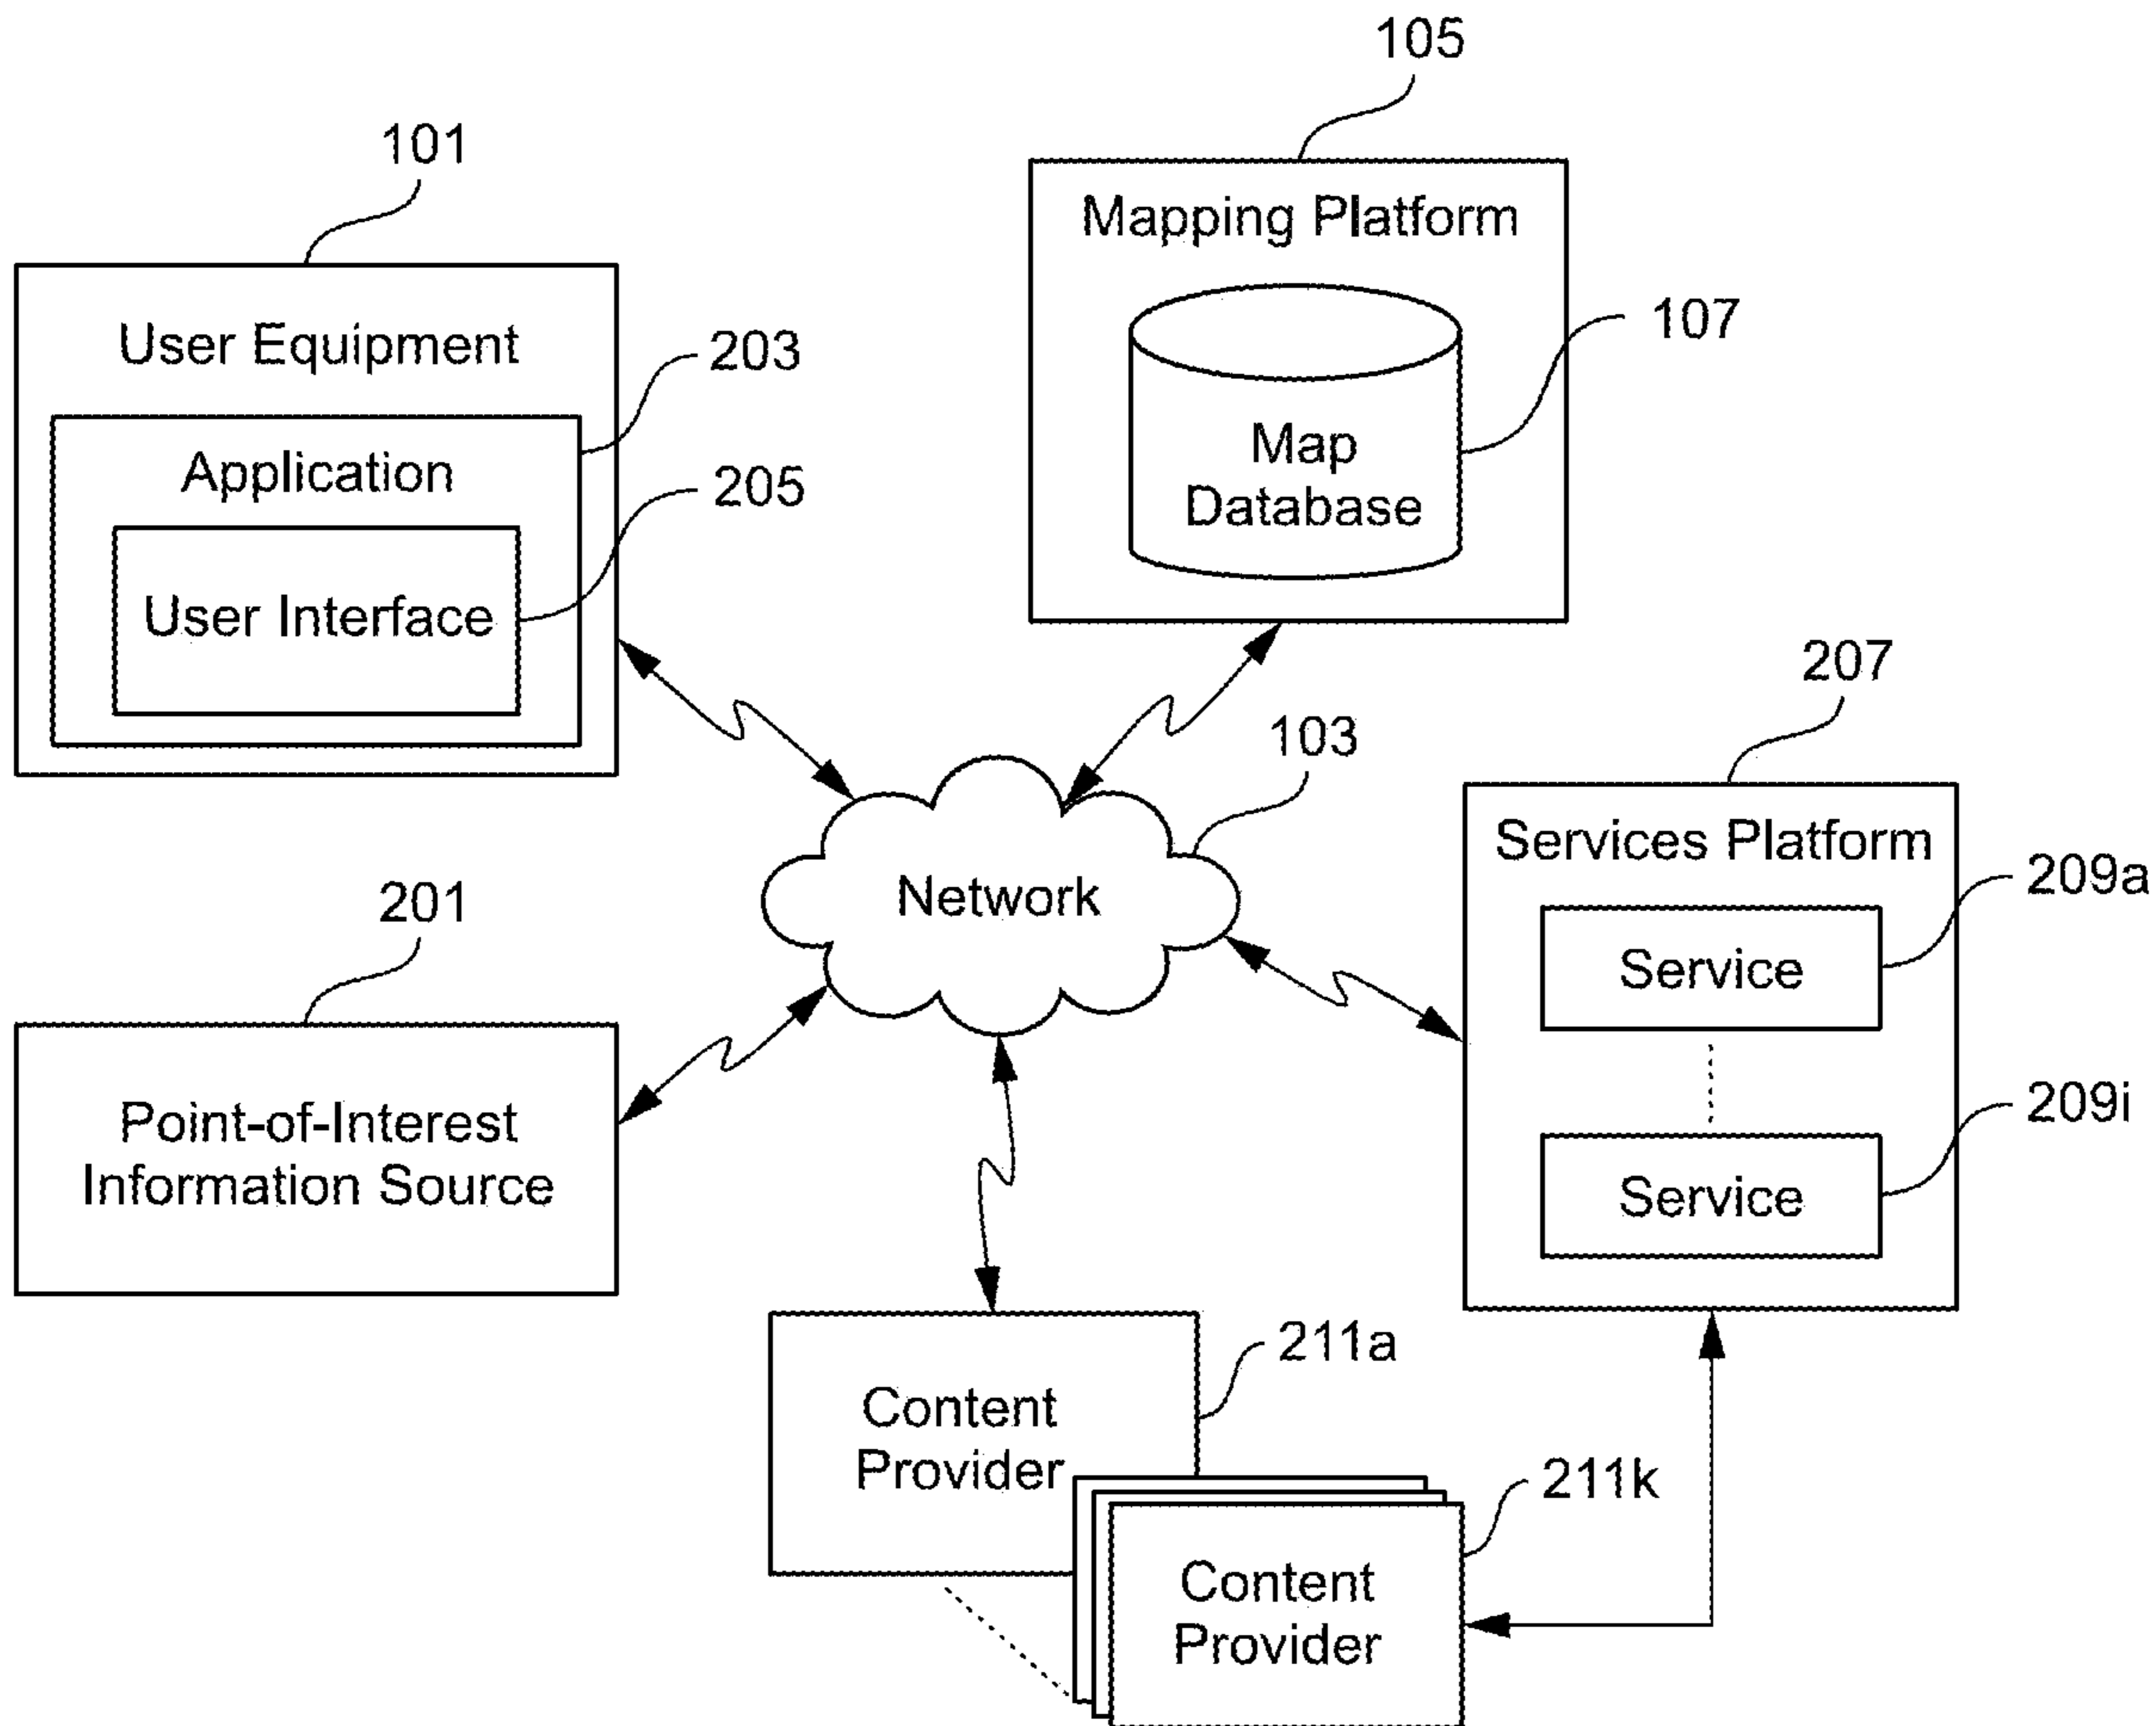 105
101
Mapping Platform
107
User Equipment
203
Application
Map
Database
205
User Interface
207
103
Services Platform
209a
Network
201
Service
209i
Point-of-Interest
Information Source
Service
211a
Content
Provider
211k
Content
Provider